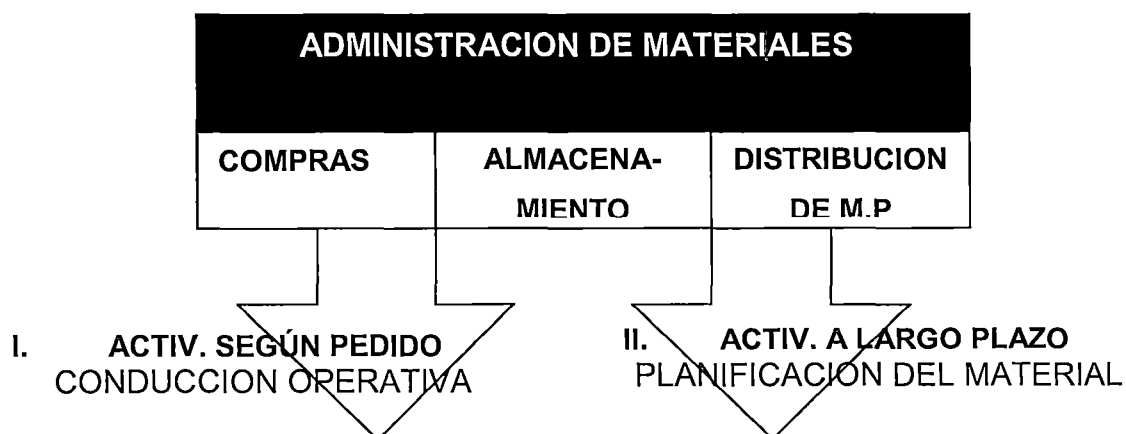 ADMINISTRACION DE MATERIALES
COMPRAS
ALMACENA-
MIENTO
DISTRIBUCION
DE M.P
I. ACTIV. SEGÚN PEDIDO
CONDUCCION OPERATIVA
II. ACTIV. A LARGO PLAZO
PLANIFICACION DEL MATERIAL